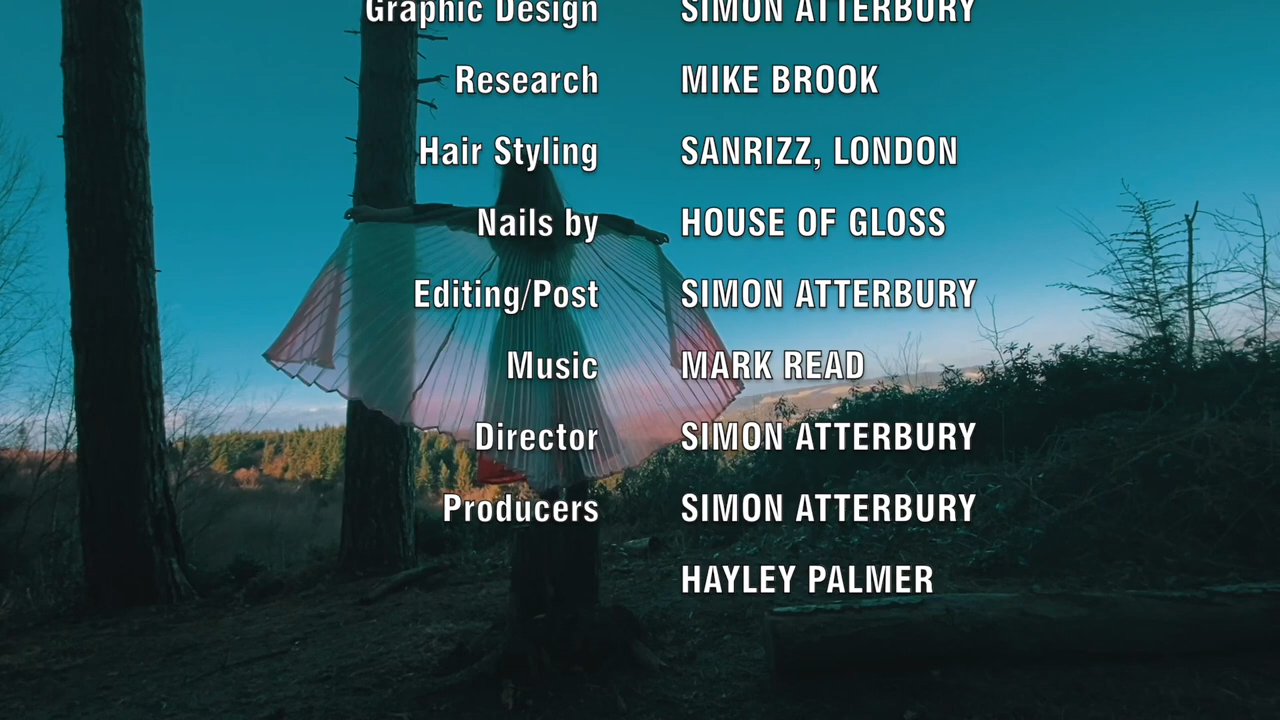 Graphic Design SIMON ATTERBURY
Research MIKE BROOK
Hair Styling SANRIZZ, LONDON
Nails by HOUSE OF GLOSS
Editing/Post SIMON ATTERBURY
Music MARK READ
Director SIMON ATTERBURY
Producers SIMON ATTERBURY
HAYLEY PALMER